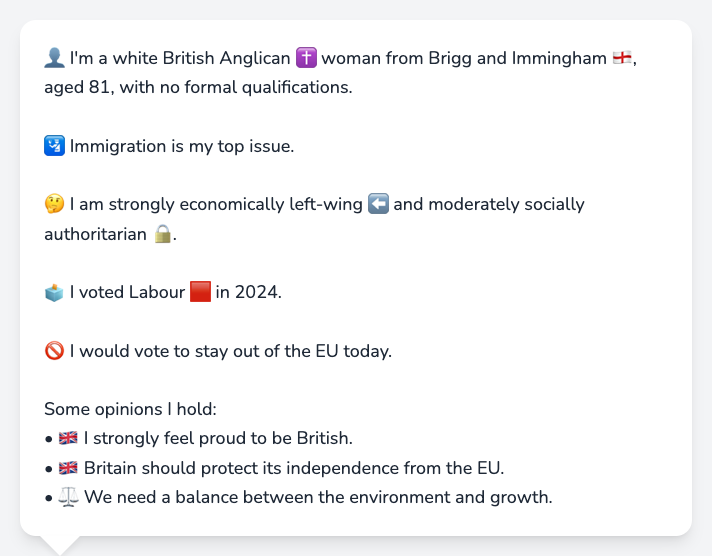 👤 I'm a white British Anglican ✝️ woman from Brigg and Immingham 🏴󠁧󠁢󠁥󠁮󠁧󠁿,
aged 81, with no formal qualifications.
🛂 Immigration is my top issue.
🤔 I am strongly economically left-wing ⬅️ and moderately socially
authoritarian 🔒.
🗳️ I voted Labour 🟥 in 2024.
🚫 I would vote to stay out of the EU today.
Some opinions I hold:
• 🇬🇧 I strongly feel proud to be British.
• 🇬🇧 Britain should protect its independence from the EU.
• ⚖️ We need a balance between the environment and growth.